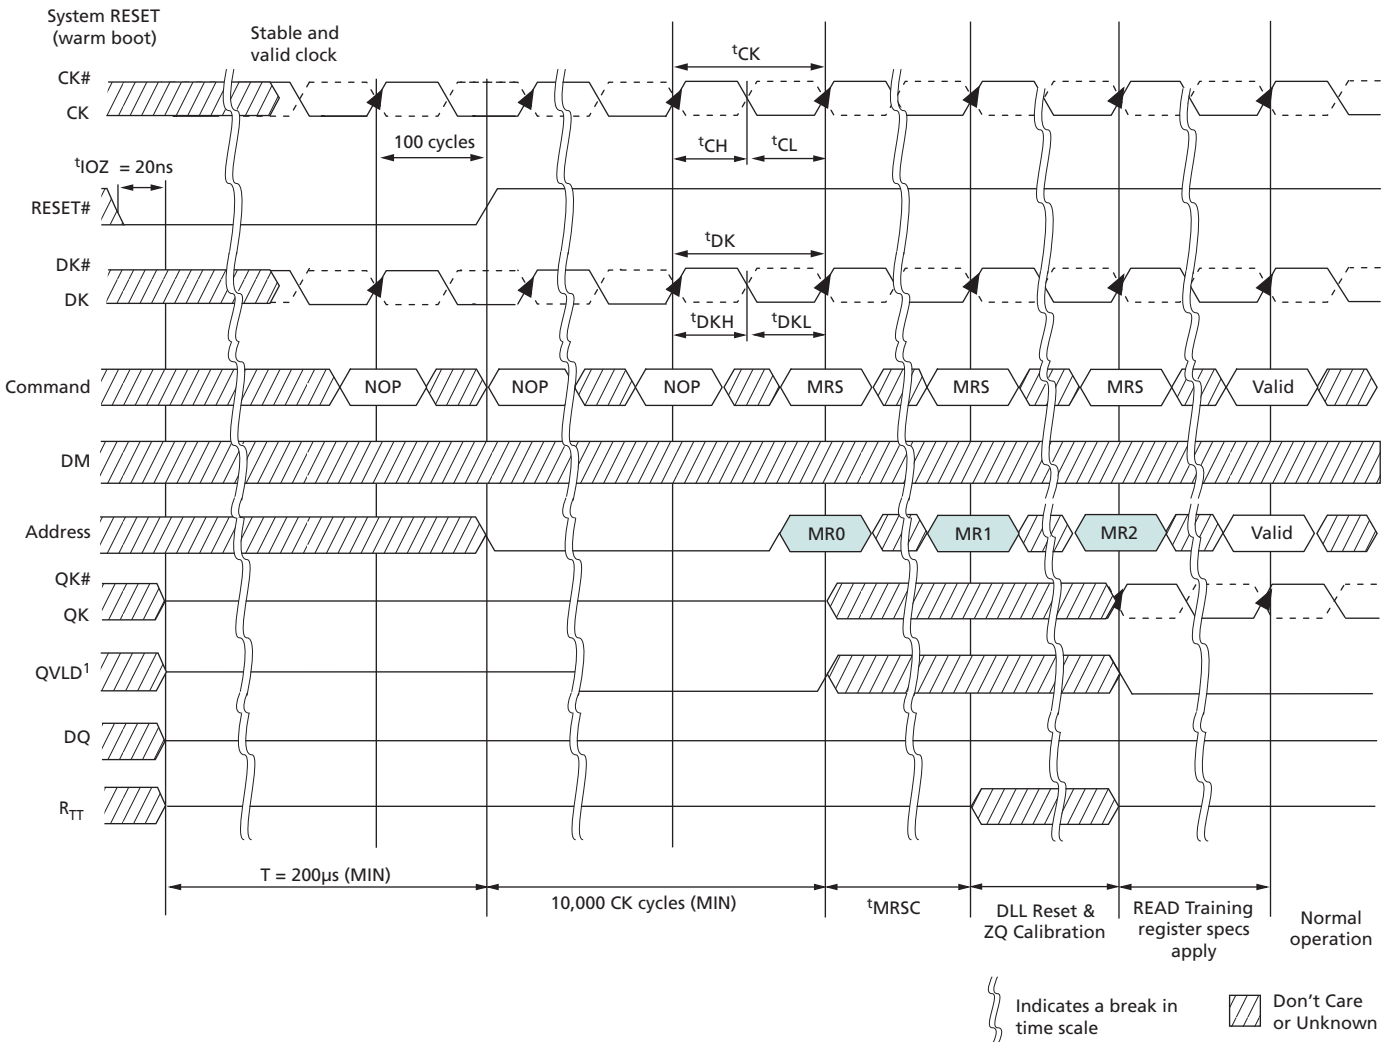 System RESET
(warm boot)
Stable and
valid clock
tCK
CK#
CK
100 cycles
tCH
tCL
tIOZ = 20ns
RESET#
tDK
DK#
DK
tDKH
tDKL
Command
NOP
NOP
NOP
MRS
MRS
MRS
Valid
DM
Address
MR0
MR1
MR2
Valid
QK#
QK
QVLD1
DQ
RTT
T = 200μs (MIN)
10,000 CK cycles (MIN)
tMRSC
DLL Reset &
ZQ Calibration
READ Training
register specs
apply
Normal
operation
Indicates a break in
time scale
Don't Care
or Unknown